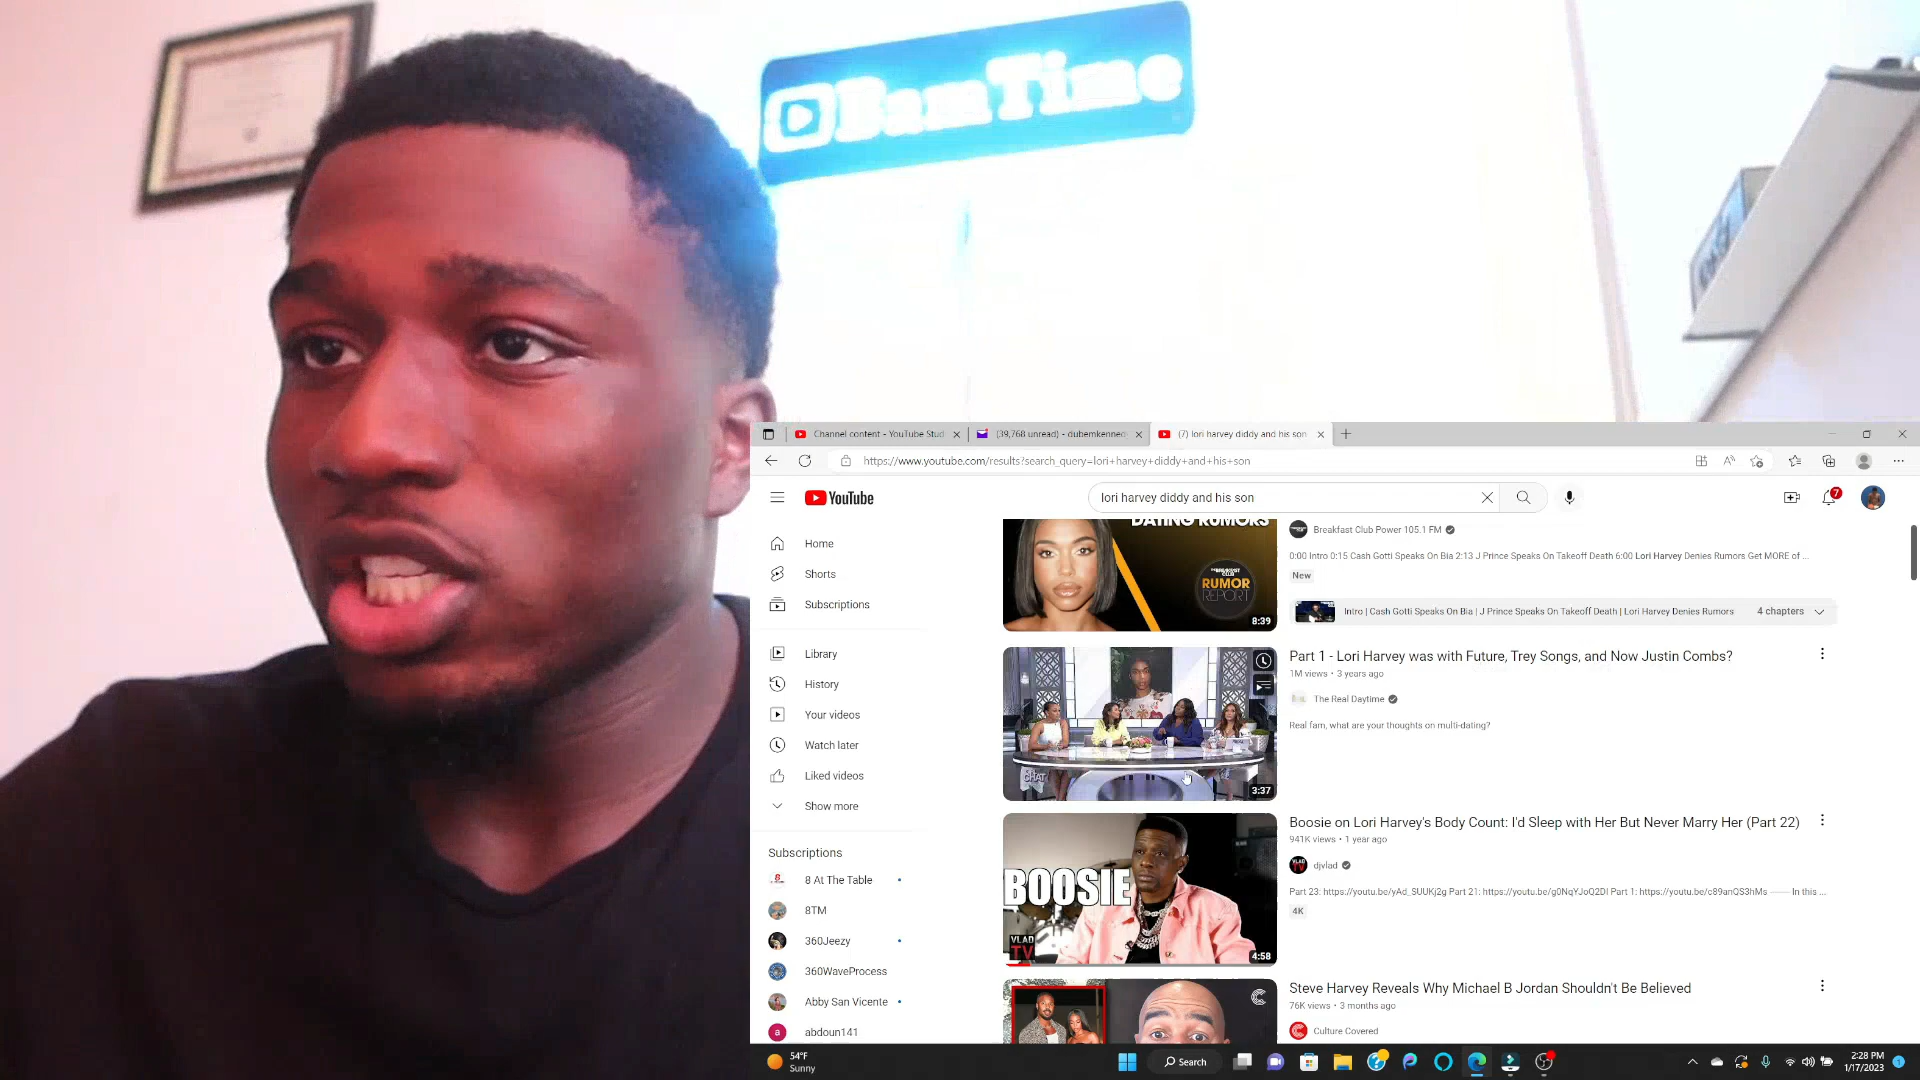 BamTime
Channel content - YouTube Stud
(39,768 unread) - dubemkenned
(7) lori harvey diddy and his son
https://www.youtube.com/results?search_query=lori+harvey+diddy+and+his+son
YouTube
lori harvey diddy and his son
7
Home
Shorts
Subscriptions
Library
History
Your videos
Watch later
Liked videos
Show more
Subscriptions
8 At The Table
8TM
360Jeezy
360WaveProcess
Abby San Vicente
a
abdoun141
DATING RUMORS
RUMOR
REPORT
8:39
Breakfast Club Power 105.1 FM
0:00 Intro 0:15 Cash Gotti Speaks On Bia 2:13 J Prince Speaks On Takeoff Death 6:00 Lori Harvey Denies Rumors Get MORE of ...
New
Intro | Cash Gotti Speaks On Bia | J Prince Speaks On Takeoff Death | Lori Harvey Denies Rumors
4 chapters
CHAT
3:37
Part 1 - Lori Harvey was with Future, Trey Songs, and Now Justin Combs?
1M views • 3 years ago
The Real Daytime
Real fam, what are your thoughts on multi-dating?
BOOSIE
VLAD
TV
4:58
Boosie on Lori Harvey's Body Count: I'd Sleep with Her But Never Marry Her (Part 22)
941K views • 1 year ago
djvlad
Part 23: https://youtu.be/yAd_SUUKj2g Part 21: https://youtu.be/g0NqYJoQ2DI Part 1: https://youtu.be/c89anQS3hMs ------- In this ...
4K
Steve Harvey Reveals Why Michael B Jordan Shouldn't Be Believed
76K views • 3 months ago
Culture Covered
54°F
Sunny
Search
2:28 PM
1/17/2023
1